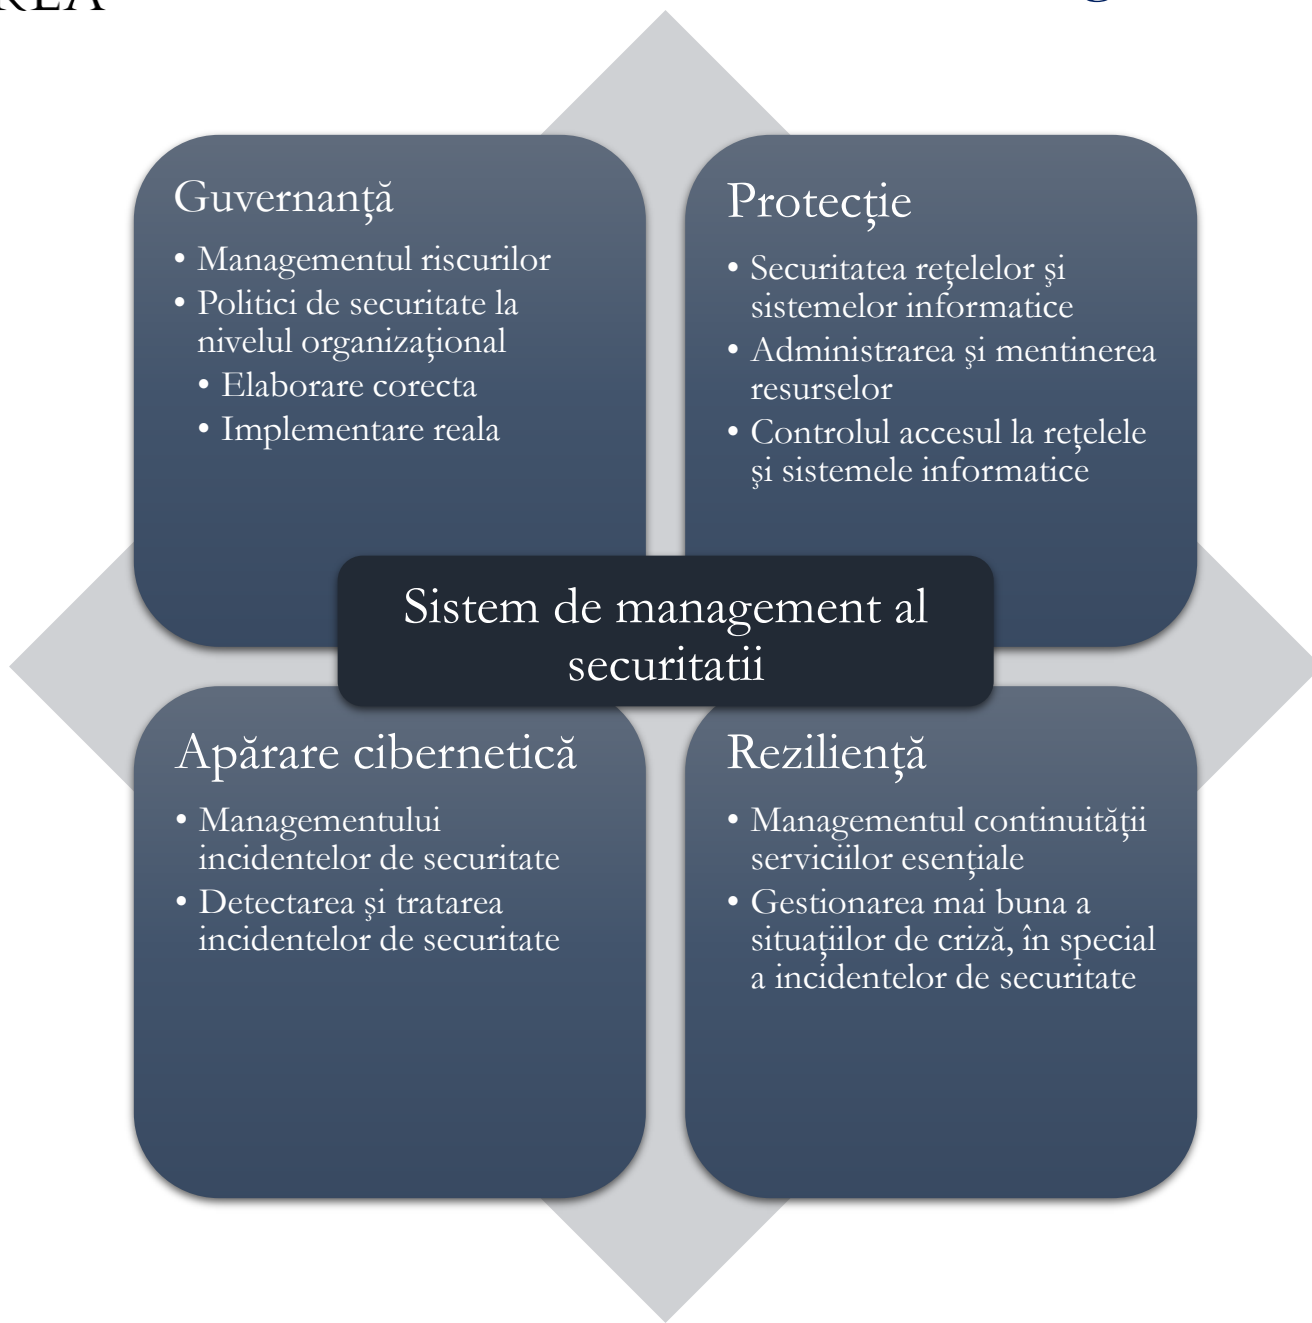 Guvernanţă
• Managementul riscurilor
• Politici de securitate la
nivelul organizaţional
• Elaborare corecta
• Implementare reala
Protecţie
• Securitatea reţelelor şi
sistemelor informatice
• Administrarea şi mentinerea
resurselor
• Controlul accesul la reţelele
şi sistemele informatice
Sistem de management al
securitatii
Apărare cibernetică
• Managementului
incidentelor de securitate
• Detectarea şi tratarea
incidentelor de securitate
Rezilienţă
• Managementul continuităţii
serviciilor esenţiale
• Gestionarea mai buna a
situaţiilor de criză, în special
a incidentelor de securitate